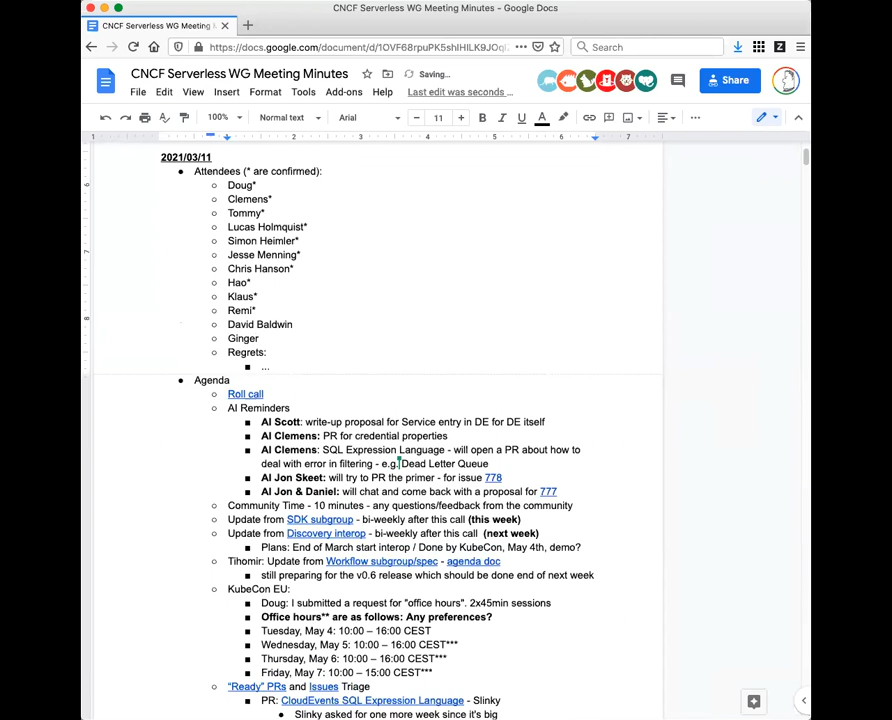 CNCF Serverless WG Meeting Minutes - Google Docs
CNCF Serverless WG Meeting M
https://docs.google.com/document/d/1OVF68rpuPK5shIHILK9JOqI
Search
CNCF Serverless WG Meeting Minutes
Saving...
Share
File Edit View Insert Format Tools Add-ons Help Last edit was seconds ...
100% Normal text Arial 11 B I U A
1 1 2 3 4 5 6 7
2021/03/11
Attendees (* are confirmed):
Doug*
Clemens*
Tommy*
Lucas Holmquist*
Simon Heimler*
Jesse Menning*
Chris Hanson*
Hao*
Klaus*
Remi*
David Baldwin
Ginger
Regrets:
...
Agenda
Roll call
AI Reminders
AI Scott: write-up proposal for Service entry in DE for DE itself
AI Clemens: PR for credential properties
AI Clemens: SQL Expression Language - will open a PR about how to
deal with error in filtering - e.g. Dead Letter Queue
AI Jon Skeet: will try to PR the primer - for issue 778
AI Jon & Daniel: will chat and come back with a proposal for 777
Community Time - 10 minutes - any questions/feedback from the community
Update from SDK subgroup - bi-weekly after this call (this week)
Update from Discovery interop - bi-weekly after this call (next week)
Plans: End of March start interop / Done by KubeCon, May 4th, demo?
Tihomir: Update from Workflow subgroup/spec - agenda doc
still preparing for the v0.6 release which should be done end of next week
KubeCon EU:
Doug: I submitted a request for "office hours". 2x45min sessions
Office hours** are as follows: Any preferences?
Tuesday, May 4: 10:00 – 16:00 CEST
Wednesday, May 5: 10:00 – 16:00 CEST***
Thursday, May 6: 10:00 – 16:00 CEST***
Friday, May 7: 10:00 – 15:00 CEST***
"Ready" PRs and Issues Triage
PR: CloudEvents SQL Expression Language - Slinky
Slinky asked for one more week since it's big